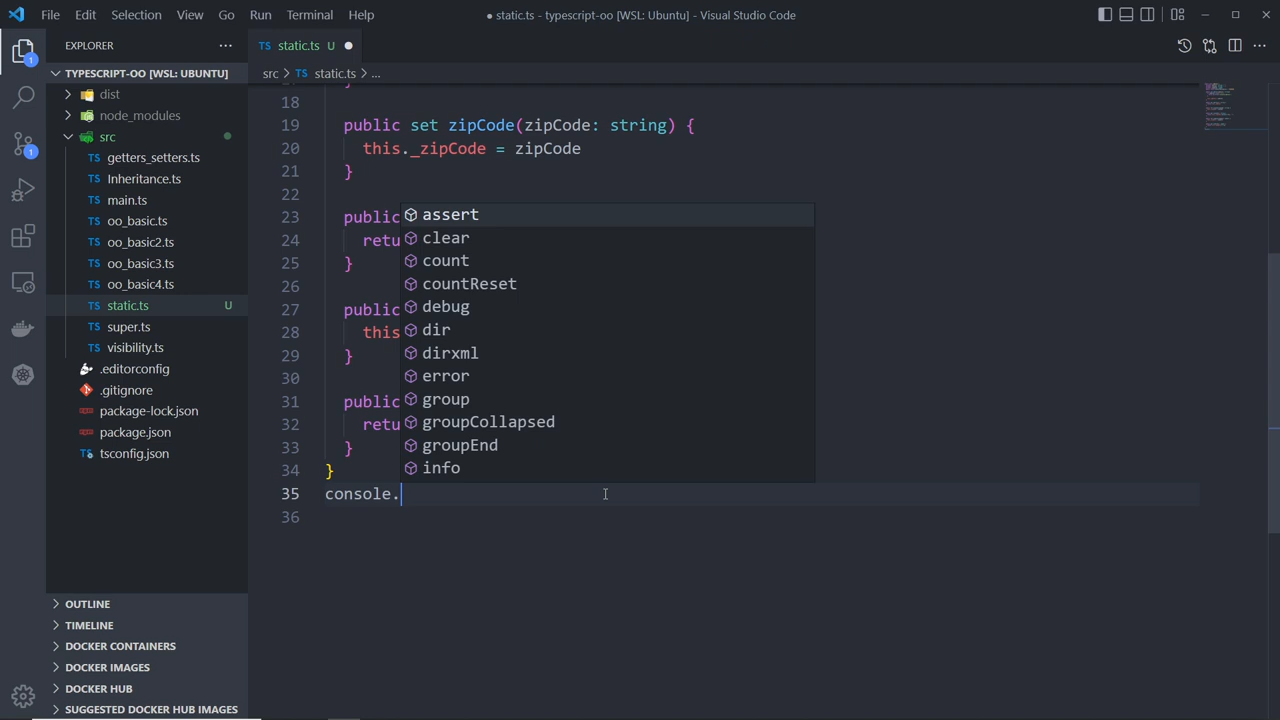 File Edit Selection View Go Run Terminal Help
● static.ts - typescript-oo [WSL: Ubuntu] - Visual Studio Code
EXPLORER
TS static.ts U
TYPESCRIPT-OO [WSL: UBUNTU]
src > TS static.ts > ...
1
dist
node_modules
src
getters_setters.ts
Inheritance.ts
main.ts
oo_basic.ts
oo_basic2.ts
oo_basic3.ts
oo_basic4.ts
static.ts U
super.ts
visibility.ts
.editorconfig
.gitignore
package-lock.json
package.json
tsconfig.json
1
OUTLINE
TIMELINE
DOCKER CONTAINERS
DOCKER IMAGES
DOCKER HUB
SUGGESTED DOCKER HUB IMAGES
18
19 public set zipCode(zipCode: string) {
20 this._zipCode = zipCode
21 }
22
23 public
24 retu
25 }
26
27 public
28 this
29 }
30
31 public
32 retu
33 }
34 }
35 console.
36
assert
clear
count
countReset
debug
dir
dirxml
error
group
groupCollapsed
groupEnd
info